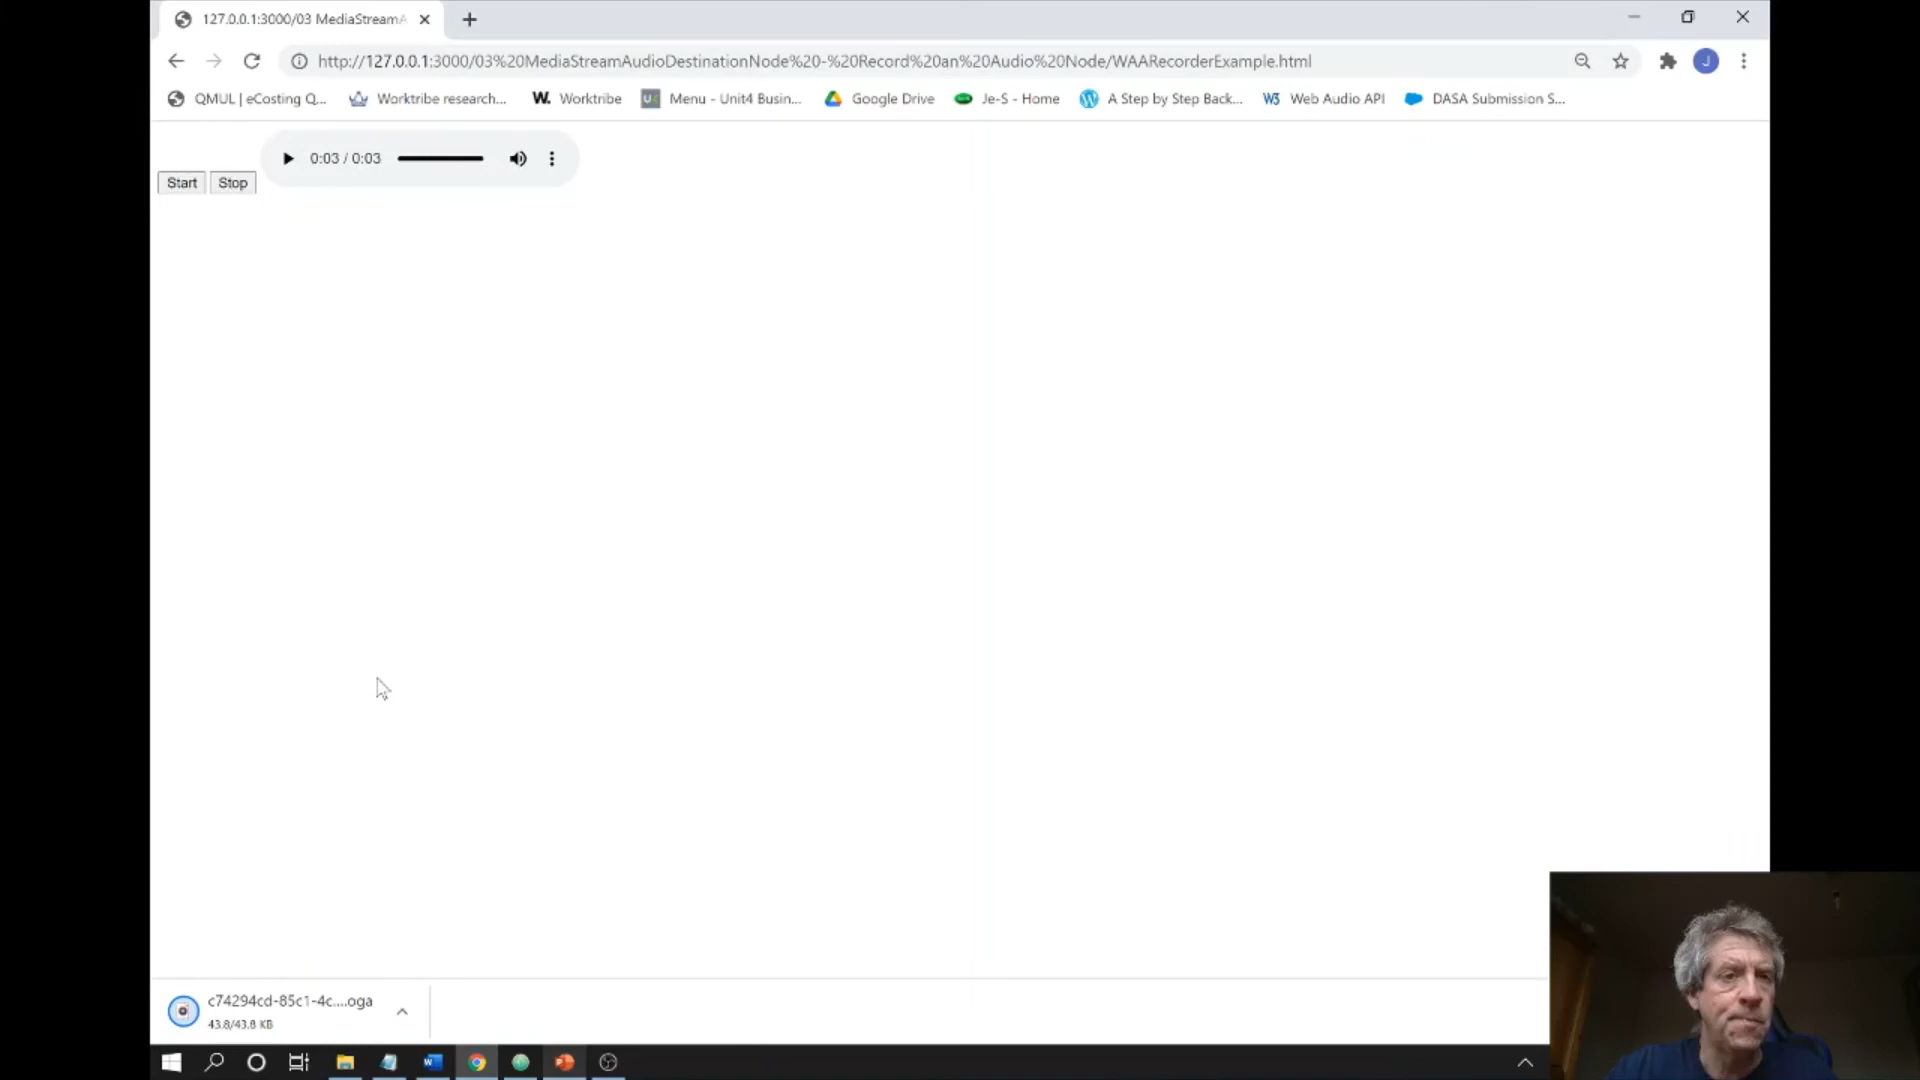 127.0.0.1:3000/03 MediaStreamA
http://127.0.0.1:3000/03%20MediaStreamAudioDestinationNode%20-%20Record%20an%20Audio%20Node/WAARecorderExample.html
J
QMUL | eCosting Q... Worktribe research... W. Worktribe U4 Menu - Unit4 Busin... Google Drive Je-S - Home A Step by Step Back... W3 Web Audio API DASA Submission S...
0:03 / 0:03
Start Stop
c74294cd-85c1-4c....oga
43.8/43.8 KB